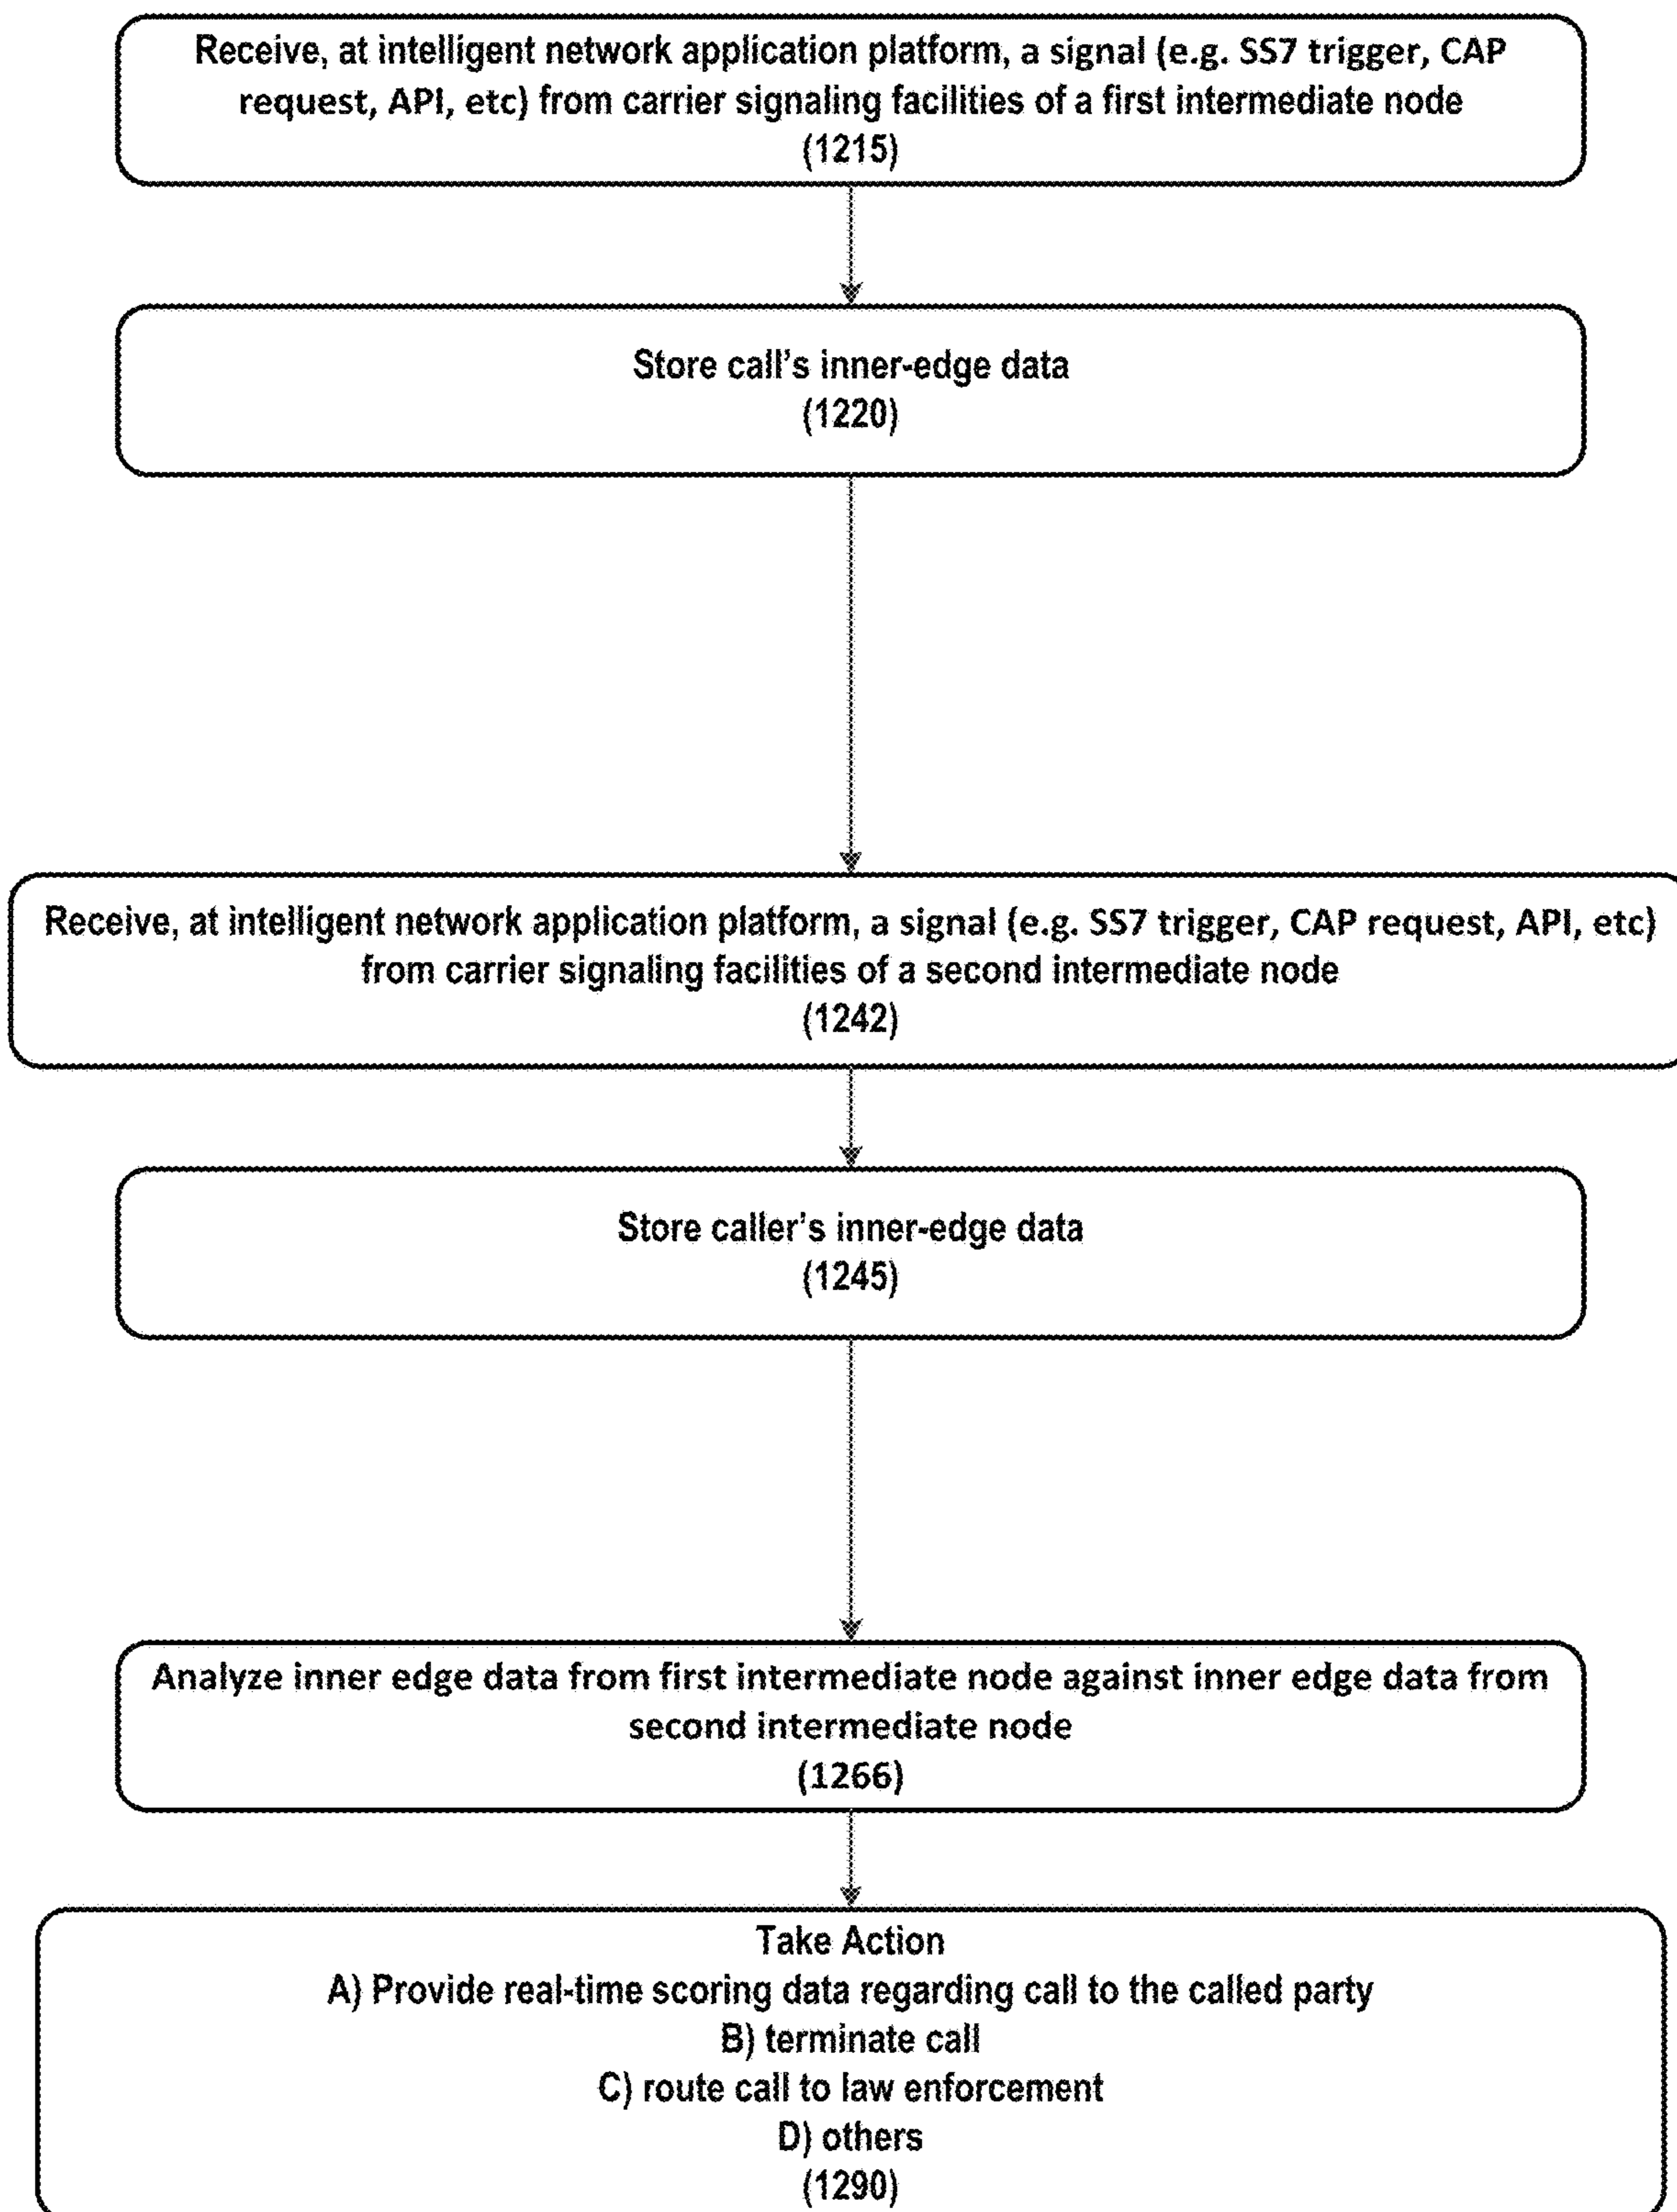 Receive, at intelligent network application platform, a signal (e.g. SS7 trigger, CAP
request, API, etc) from carrier signaling facilities of a first intermediate node
(1215)
Store call's inner-edge data
(1220)
Receive, at intelligent network application platform, a signal (e.g. SS7 trigger, CAP request, API, etc)
from carrier signaling facilities of a second intermediate node
(1242)
Store caller's inner-edge data
(1245)
Analyze inner edge data from first intermediate node against inner edge data from
second intermediate node
(1266)
Take Action
A) Provide real-time scoring data regarding call to the called party
B) terminate call
C) route call to law enforcement
D) others
(1290)